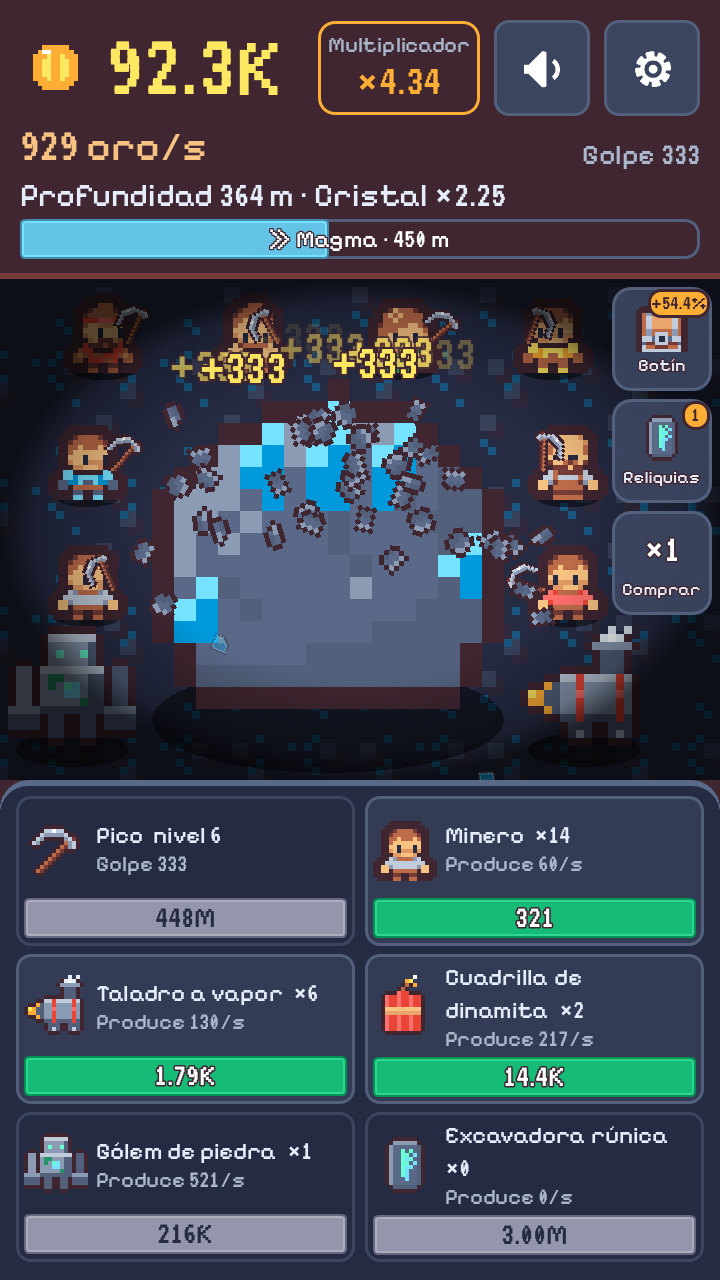 92.3K
Multiplicador
×4.34
929 oro/s
Golpe 333
Profundidad 364 m · Cristal ×2.25
Magma · 450 m
+54.4%
Botín
1
Reliquias
×1
Comprar
+333
+333
+333
Pico nivel 6
Golpe 333
448M
Minero ×14
Produce 60/s
321
Taladro a vapor ×6
Produce 130/s
1.79K
Cuadrilla de
dinamita ×2
Produce 217/s
14.4K
Gólem de piedra ×1
Produce 521/s
216K
Excavadora rúnica
×0
Produce 0/s
3.00M